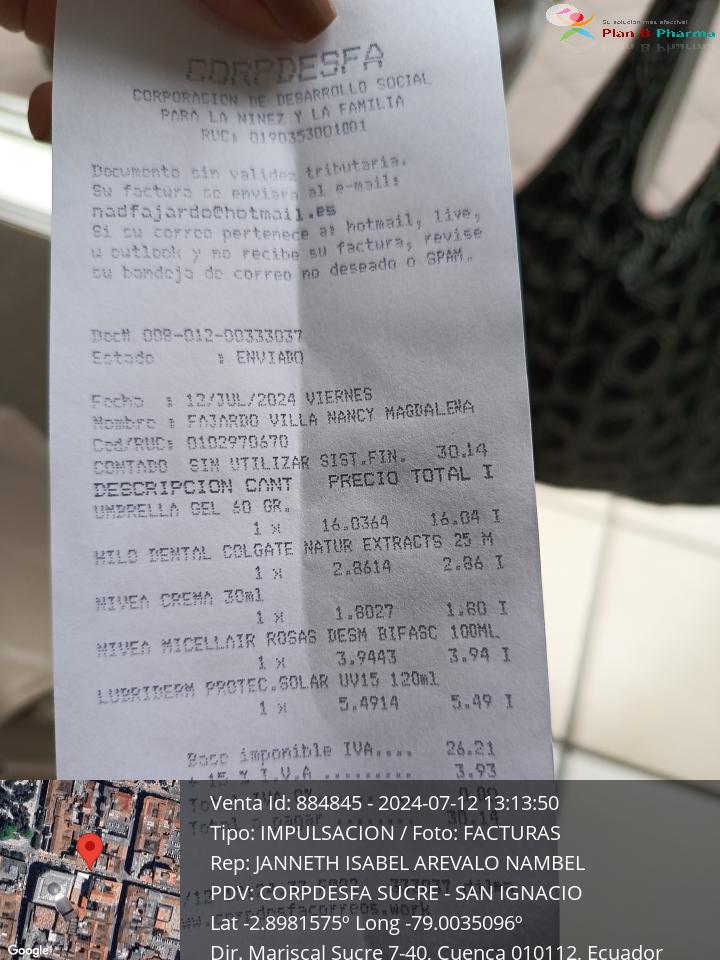 Su solución más efectiva!
Plan B Pharma
CORPDESFA
CORPORACION DE DESARROLLO SOCIAL
PARA LA NINEZ Y LA FAMILIA
RUC: 0190353001001
Documento sin validez tributaria.
Su factura se enviara al e-mail:
nadfajardo@hotmail.es
Si su correo pertenece a: hotmail, live,
u outlook y no recibe su factura, revise
su bandeja de correo no deseado o SPAM.
Doc# 008-012-00333037
Estado : ENVIADO
Fecha : 12/JUL/2024 VIERNES
Nombre : FAJARDO VILLA NANCY MAGDALENA
Ced/RUC: 0102970670
CONTADO SIN UTILIZAR SIST.FIN. 30.14
DESCRIPCION CANT PRECIO TOTAL I
UMBRELLA GEL 60 GR.
1 x 16.0364 16.04 I
HILO DENTAL COLGATE NATUR EXTRACTS 25 M
1 x 2.8614 2.86 I
NIVEA CREMA 30ml
1 x 1.8027 1.80 I
NIVEA MICELLAIR ROSAS DESM BIFASC 100ML
1 x 3.9443 3.94 I
LUBRIDERM PROTEC.SOLAR UV15 120ml
1 x 5.4914 5.49 I
Base imponible IVA.... 26.21
+ 15 % I.V.A ......... 3.93
Total a pagar 30.14
Venta Id: 884845 - 2024-07-12 13:13:50
Tipo: IMPULSACION / Foto: FACTURAS
Rep: JANNETH ISABEL AREVALO NAMBEL
PDV: CORPDESFA SUCRE - SAN IGNACIO
Lat -2.8981575º Long -79.0035096º
Dir. Mariscal Sucre 7-40, Cuenca 010112, Ecuador
Google